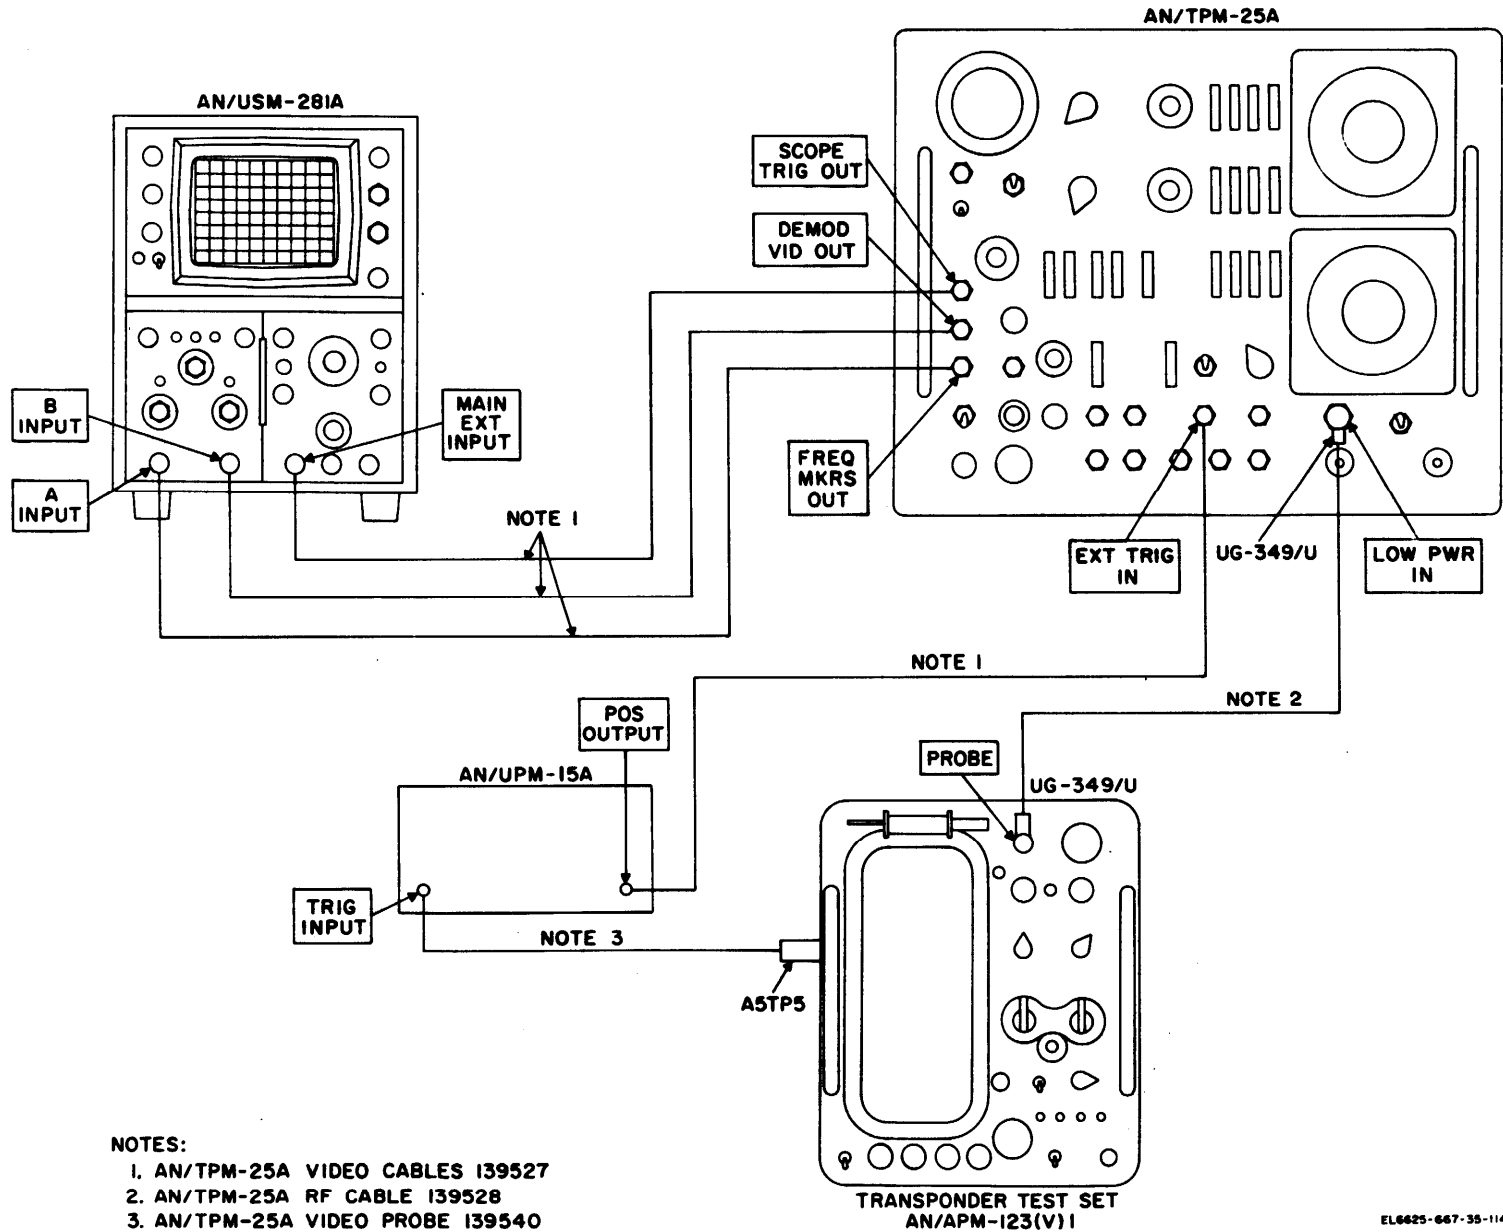 AN/TPM-25A
AN/USM-281A
SCOPE
TRIG OUT
DEMOD
VID OUT
B
INPUT
MAIN
EXT
INPUT
A
INPUT
FREQ
MKRS
OUT
NOTE 1
EXT TRIG
IN
UG-349/U
LOW PWR
IN
NOTE 1
NOTE 2
POS
OUTPUT
PROBE
AN/UPM-15A
UG-349/U
TRIG
INPUT
NOTE 3
A5TP5
TRANSPONDER TEST SET
AN/APM-123(V)1
NOTES:
1. AN/TPM-25A VIDEO CABLES 139527
2. AN/TPM-25A RF CABLE 139528
3. AN/TPM-25A VIDEO PROBE 139540